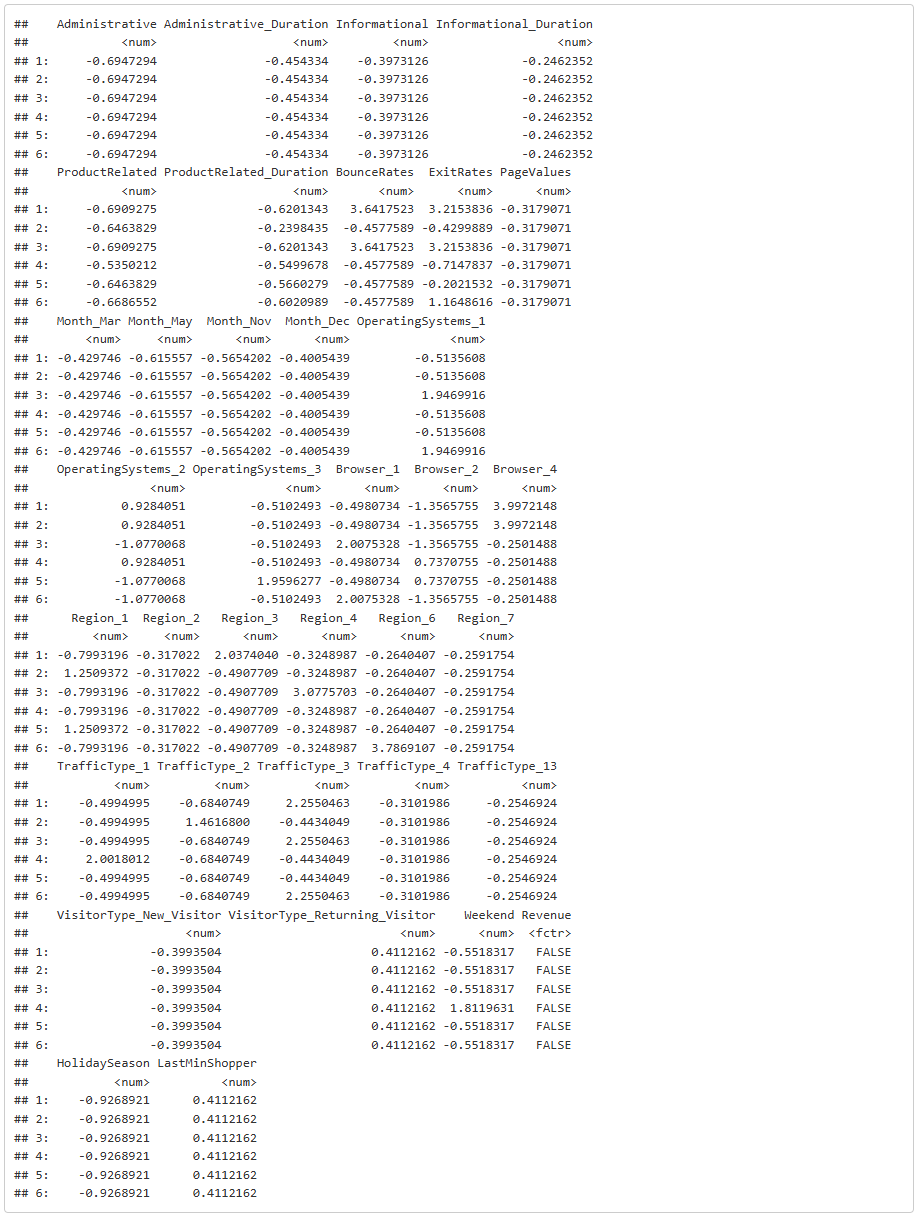 ##    Administrative Administrative_Duration Informational Informational_Duration
##             <num>                   <num>         <num>                  <num>
## 1:     -0.6947294               -0.454334    -0.3973126             -0.2462352
## 2:     -0.6947294               -0.454334    -0.3973126             -0.2462352
## 3:     -0.6947294               -0.454334    -0.3973126             -0.2462352
## 4:     -0.6947294               -0.454334    -0.3973126             -0.2462352
## 5:     -0.6947294               -0.454334    -0.3973126             -0.2462352
## 6:     -0.6947294               -0.454334    -0.3973126             -0.2462352
##    ProductRelated ProductRelated_Duration BounceRates  ExitRates PageValues
##             <num>                   <num>       <num>      <num>      <num>
## 1:     -0.6909275              -0.6201343   3.6417523  3.2153836 -0.3179071
## 2:     -0.6463829              -0.2398435  -0.4577589 -0.4299889 -0.3179071
## 3:     -0.6909275              -0.6201343   3.6417523  3.2153836 -0.3179071
## 4:     -0.5350212              -0.5499678  -0.4577589 -0.7147837 -0.3179071
## 5:     -0.6463829              -0.5660279  -0.4577589 -0.2021532 -0.3179071
## 6:     -0.6686552              -0.6020989  -0.4577589  1.1648616 -0.3179071
##    Month_Mar Month_May  Month_Nov  Month_Dec OperatingSystems_1
##        <num>     <num>      <num>      <num>              <num>
## 1: -0.429746 -0.615557 -0.5654202 -0.4005439         -0.5135608
## 2: -0.429746 -0.615557 -0.5654202 -0.4005439         -0.5135608
## 3: -0.429746 -0.615557 -0.5654202 -0.4005439          1.9469916
## 4: -0.429746 -0.615557 -0.5654202 -0.4005439         -0.5135608
## 5: -0.429746 -0.615557 -0.5654202 -0.4005439         -0.5135608
## 6: -0.429746 -0.615557 -0.5654202 -0.4005439          1.9469916
##    OperatingSystems_2 OperatingSystems_3  Browser_1  Browser_2  Browser_4
##                 <num>              <num>      <num>      <num>      <num>
## 1:          0.9284051         -0.5102493 -0.4980734 -1.3565755  3.9972148
## 2:          0.9284051         -0.5102493 -0.4980734 -1.3565755  3.9972148
## 3:         -1.0770068         -0.5102493  2.0075328 -1.3565755 -0.2501488
## 4:          0.9284051         -0.5102493 -0.4980734  0.7370755 -0.2501488
## 5:         -1.0770068          1.9596277 -0.4980734  0.7370755 -0.2501488
## 6:         -1.0770068         -0.5102493  2.0075328 -1.3565755 -0.2501488
##      Region_1  Region_2   Region_3   Region_4   Region_6   Region_7
##         <num>     <num>      <num>      <num>      <num>      <num>
## 1: -0.7993196 -0.317022  2.0374040 -0.3248987 -0.2640407 -0.2591754
## 2:  1.2509372 -0.317022 -0.4907709 -0.3248987 -0.2640407 -0.2591754
## 3: -0.7993196 -0.317022 -0.4907709  3.0775703 -0.2640407 -0.2591754
## 4: -0.7993196 -0.317022 -0.4907709 -0.3248987 -0.2640407 -0.2591754
## 5:  1.2509372 -0.317022 -0.4907709 -0.3248987 -0.2640407 -0.2591754
## 6: -0.7993196 -0.317022 -0.4907709 -0.3248987  3.7869107 -0.2591754
##    TrafficType_1 TrafficType_2 TrafficType_3 TrafficType_4 TrafficType_13
##            <num>         <num>         <num>         <num>          <num>
## 1:    -0.4994995    -0.6840749     2.2550463    -0.3101986     -0.2546924
## 2:    -0.4994995     1.4616800    -0.4434049    -0.3101986     -0.2546924
## 3:    -0.4994995    -0.6840749     2.2550463    -0.3101986     -0.2546924
## 4:     2.0018012    -0.6840749    -0.4434049    -0.3101986     -0.2546924
## 5:    -0.4994995    -0.6840749    -0.4434049    -0.3101986     -0.2546924
## 6:    -0.4994995    -0.6840749     2.2550463    -0.3101986     -0.2546924
##    VisitorType_New_Visitor VisitorType_Returning_Visitor    Weekend Revenue
##                      <num>                         <num>      <num>  <fctr>
## 1:              -0.3993504                     0.4112162 -0.5518317   FALSE
## 2:              -0.3993504                     0.4112162 -0.5518317   FALSE
## 3:              -0.3993504                     0.4112162 -0.5518317   FALSE
## 4:              -0.3993504                     0.4112162  1.8119631   FALSE
## 5:              -0.3993504                     0.4112162 -0.5518317   FALSE
## 6:              -0.3993504                     0.4112162 -0.5518317   FALSE
##    HolidaySeason LastMinShopper
##            <num>          <num>
## 1:    -0.9268921      0.4112162
## 2:    -0.9268921      0.4112162
## 3:    -0.9268921      0.4112162
## 4:    -0.9268921      0.4112162
## 5:    -0.9268921      0.4112162
## 6:    -0.9268921      0.4112162